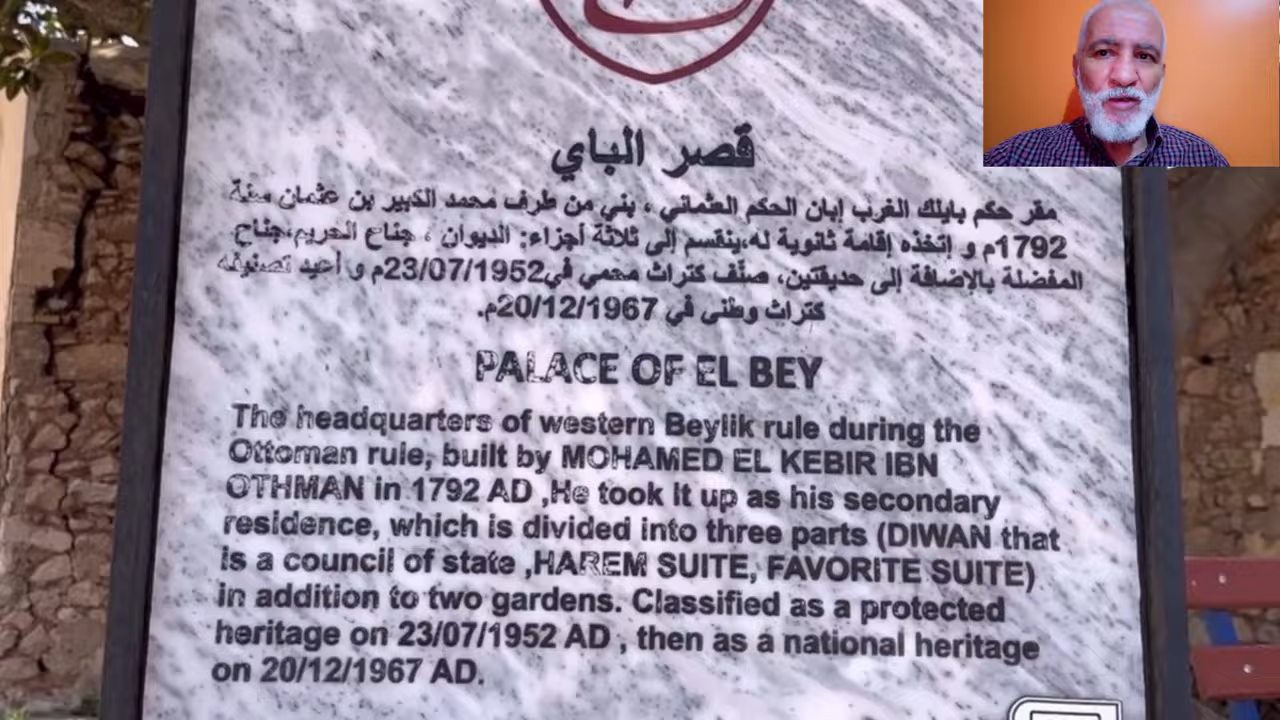 قصر الباي
مقر حكم بايلك الغرب إبان الحكم العثماني ، بني من طرف محمد الكبير بن عثمان سنة
1792م و إتخذه إقامة ثانوية له،ينقسم إلى ثلاثة أجزاء: الديوان ، جناح الحريم،جناح
المفضلة بالإضافة إلى حديقتين، صنّف كتراث محمي في23/07/1952م و أعيد تصنيفه
كتراث وطنى في 20/12/1967م.
PALACE OF EL BEY
The headquarters of western Beylik rule during the
Ottoman rule, built by MOHAMED EL KEBIR IBN
OTHMAN in 1792 AD ,He took it up as his secondary
residence, which is divided into three parts (DIWAN that
is a council of state ,HAREM SUITE, FAVORITE SUITE)
in addition to two gardens. Classified as a protected
heritage on 23/07/1952 AD , then as a national heritage
on 20/12/1967 AD.